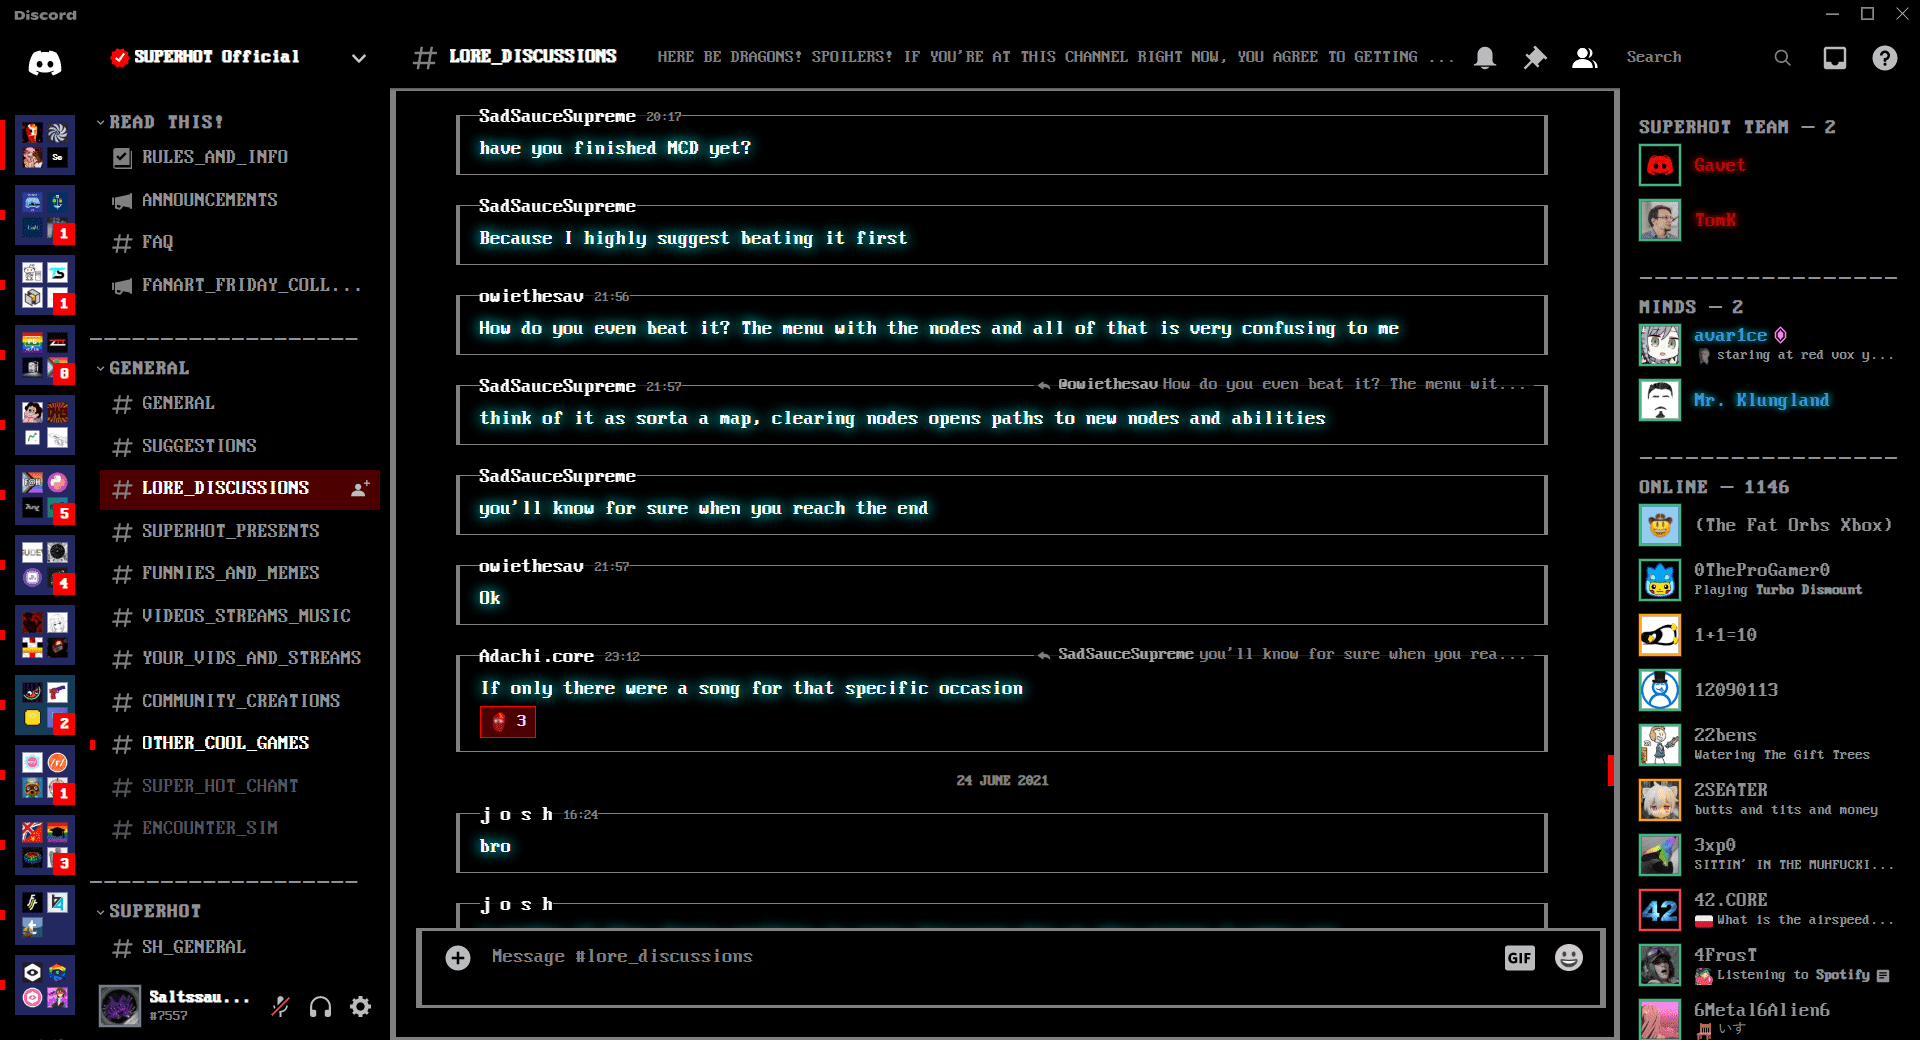 Discord
SUPERHOT Official
# LORE_DISCUSSIONS
HERE BE DRAGONS! SPOILERS! IF YOU'RE AT THIS CHANNEL RIGHT NOW, YOU AGREE TO GETTING ...
Search
1
1
8
5
4
2
1
3
READ THIS!
RULES_AND_INFO
ANNOUNCEMENTS
# FAQ
FANART_FRIDAY_COLL...
GENERAL
# GENERAL
# SUGGESTIONS
# LORE_DISCUSSIONS
# SUPERHOT_PRESENTS
# FUNNIES_AND_MEMES
# VIDEOS_STREAMS_MUSIC
# YOUR_VIDS_AND_STREAMS
# COMMUNITY_CREATIONS
# OTHER_COOL_GAMES
# SUPER_HOT_CHANT
# ENCOUNTER_SIM
SUPERHOT
# SH_GENERAL
Saltssau...
#7557
SadSauceSupreme 20:17
have you finished MCD yet?
SadSauceSupreme
Because I highly suggest beating it first
owiethesav 21:56
How do you even beat it? The menu with the nodes and all of that is very confusing to me
SadSauceSupreme 21:57
@owiethesav How do you even beat it? The menu wit...
think of it as sorta a map, clearing nodes opens paths to new nodes and abilities
SadSauceSupreme
you'll know for sure when you reach the end
owiethesav 21:57
Ok
Adachi.core 23:12
SadSauceSupreme you'll know for sure when you rea...
If only there were a song for that specific occasion
3
24 JUNE 2021
j o s h 16:24
bro
j o s h
Message #lore_discussions
GIF
SUPERHOT TEAM — 2
Gavet
TomK
MINDS — 2
avar1ce
staring at red vox y...
Mr. Klungland
ONLINE — 1146
(The Fat Orbs Xbox)
0TheProGamer0
Playing Turbo Dismount
1+1=10
12090113
22bens
Watering The Gift Trees
2SEATER
butts and tits and money
3xp0
SITTIN' IN THE MUHFUCKI...
42
42.CORE
What is the airspeed...
4FrosT
Listening to Spotify
6Metal6Alien6
いす